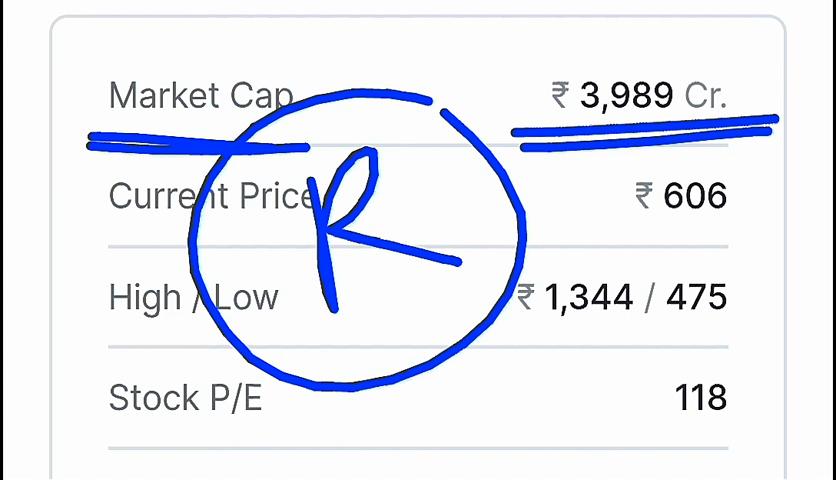 Market Cap ₹ 3,989 Cr.
R
Current Price ₹ 606
High / Low ₹ 1,344 / 475
Stock P/E 118